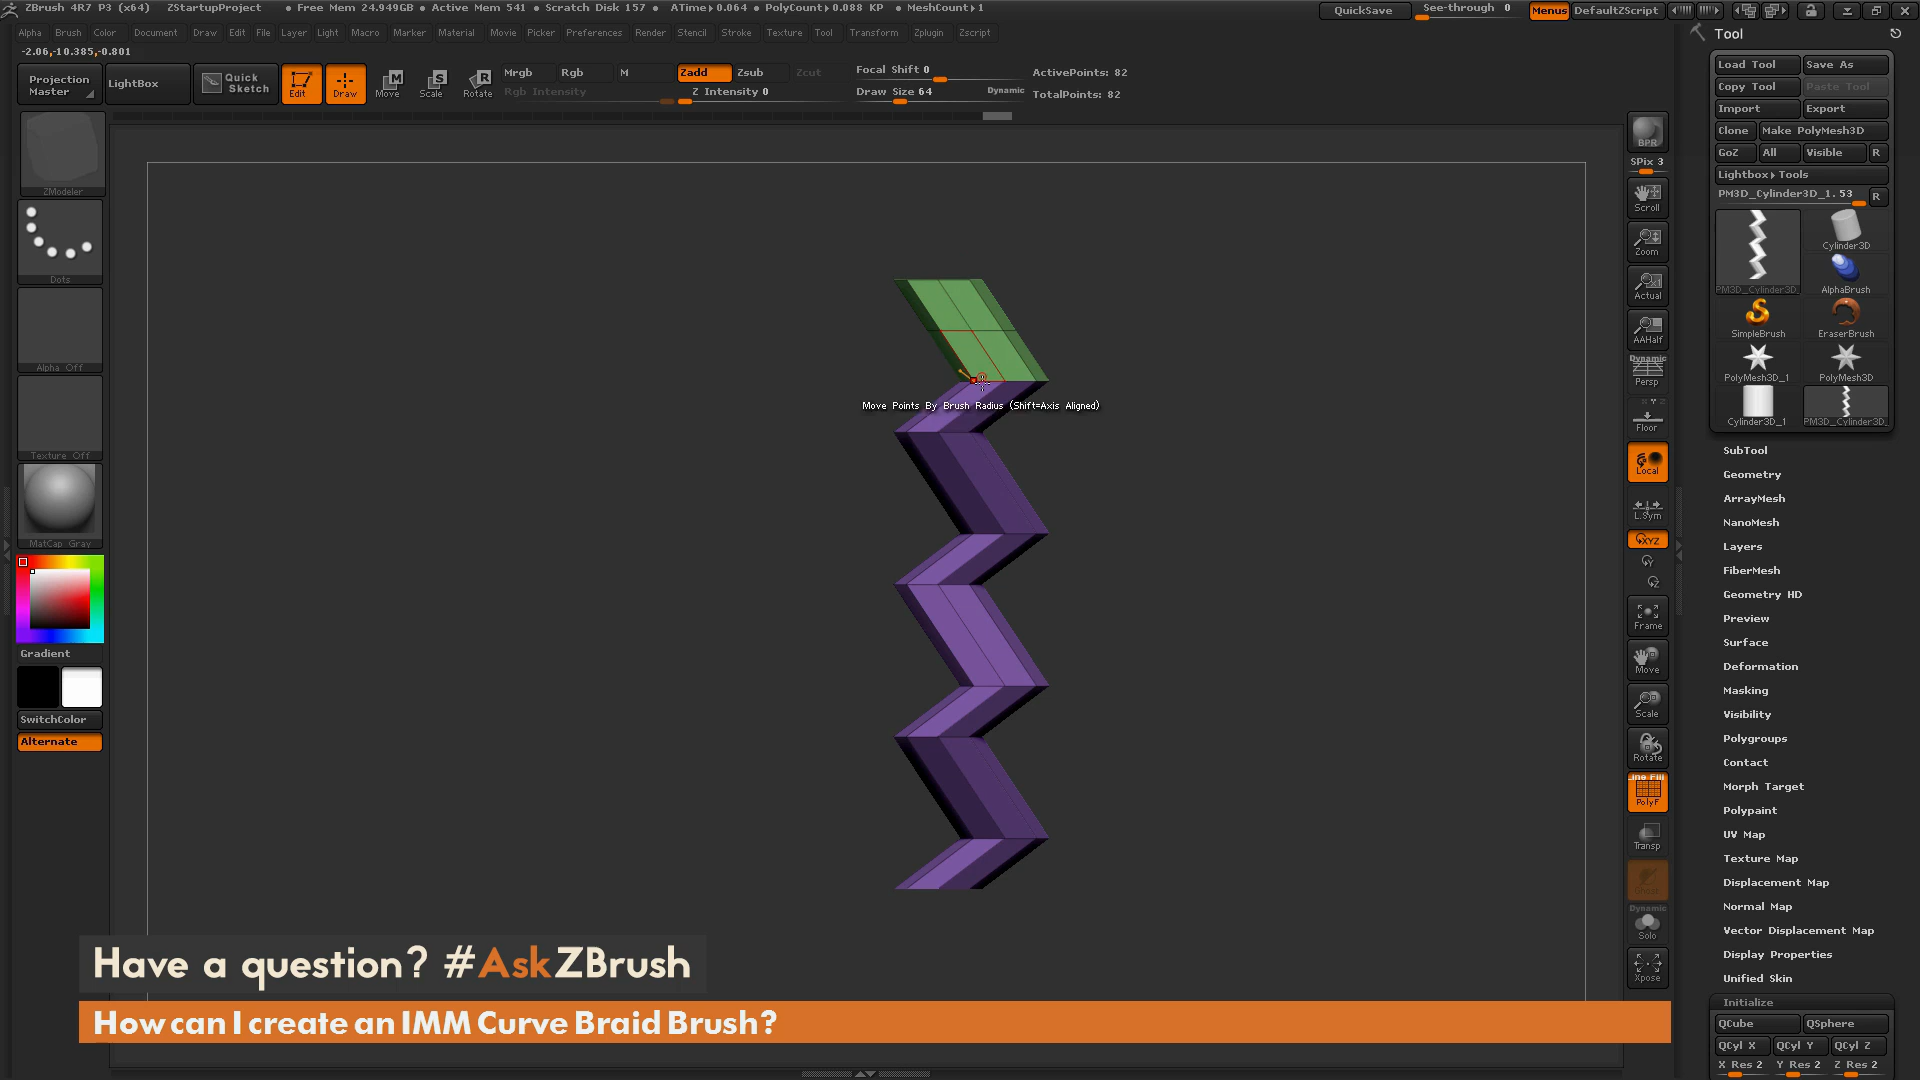 ZBrush 4R7 P3 (x64) ZStartupProject • Free Mem 24.949GB • Active Mem 541 • Scratch Disk 157 • ATime▸0.064 • PolyCount▸0.088 KP • MeshCount▸1 QuickSave See-through 0 Menus DefaultZScript
Alpha Brush Color Document Draw Edit File Layer Light Macro Marker Material Movie Picker Preferences Render Stencil Stroke Texture Tool Transform Zplugin Zscript
-2.06,-10.385,-0.801
Projection Master
LightBox
Quick Sketch
Edit
Draw
Move
Scale
Rotate
Mrgb Rgb M Zadd Zsub Zcut
Rgb Intensity Z Intensity 0
Focal Shift 0
Draw Size 64 Dynamic
ActivePoints: 82
TotalPoints: 82
ZModeler
Dots
Alpha Off
Texture Off
MatCap Gray
Gradient
SwitchColor
Alternate
Move Points By Brush Radius (Shift=Axis Aligned)
BPR
SPix 3
Scroll
Zoom
Actual
AAHalf
Dynamic
Persp
Floor
Local
L.Sym
XYZ
Y
Z
Frame
Move
Scale
Rotate
Line Fill
PolyF
Transp
Ghost
Dynamic
Solo
Xpose
Tool
Load Tool Save As
Copy Tool Paste Tool
Import Export
Clone Make PolyMesh3D
GoZ All Visible R
Lightbox▸Tools
PM3D_Cylinder3D_1. 53 R
PM3D_Cylinder3D_
Cylinder3D
AlphaBrush
SimpleBrush EraserBrush
PolyMesh3D_1 PolyMesh3D
Cylinder3D_1 PM3D_Cylinder3D_
SubTool
Geometry
ArrayMesh
NanoMesh
Layers
FiberMesh
Geometry HD
Preview
Surface
Deformation
Masking
Visibility
Polygroups
Contact
Morph Target
Polypaint
UV Map
Texture Map
Displacement Map
Normal Map
Vector Displacement Map
Display Properties
Unified Skin
Initialize
QCube QSphere
QCyl X QCyl Y QCyl Z
X Res 2 Y Res 2 Z Res 2
Have a question? #AskZBrush
How can I create an IMM Curve Braid Brush?